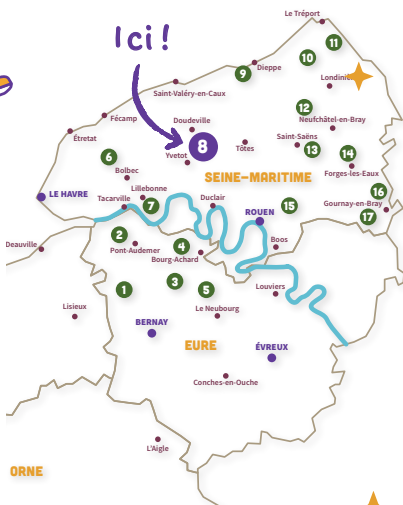 Le Tréport
Ici !
11
10
9
Dieppe
Londini
Saint-Valéry-en-Caux
12
Fécamp
Doudeville
Neufchâtel-en-Bray
Étretat
8
Saint-Saëns
Yvetot
Tôtes
13
14
6
Bolbec
SEINE-MARITIME
Forges-les-Eaux
Lillebonne
16
LE HAVRE
Tacarville
7
Duclair
15
Gournay-en-Bray
ROUEN
17
2
Deauville
Pont-Audemer
4
Boos
Bourg-Achard
3
1
5
Louviers
Lisieux
Le Neubourg
BERNAY
EURE
ÉVREUX
Conches-en-Ouche
L'Aigle
ORNE